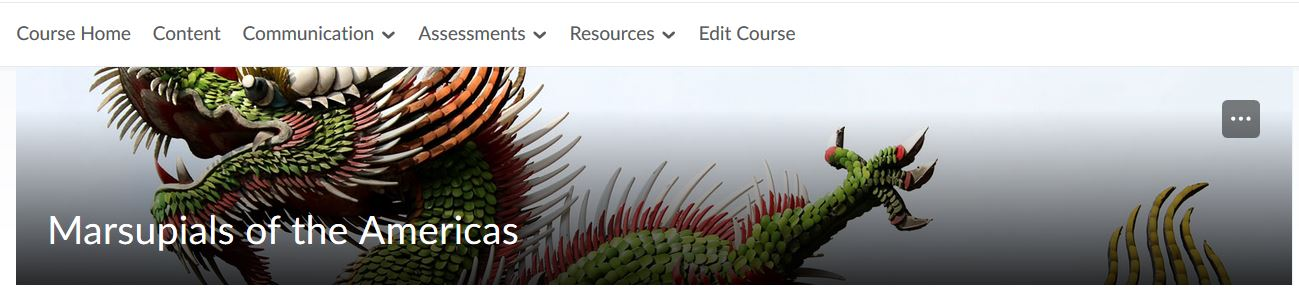 Course Home Content Communication Assessments Resources Edit Course
Marsupials of the Americas